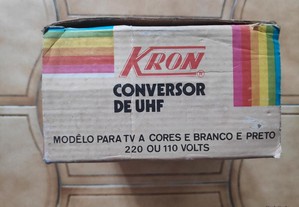 KRON
CONVERSOR
DE UHF
MODÊLO PARA TV A CORES E BRANCO E PRETO
220 OU 110 VOLTS